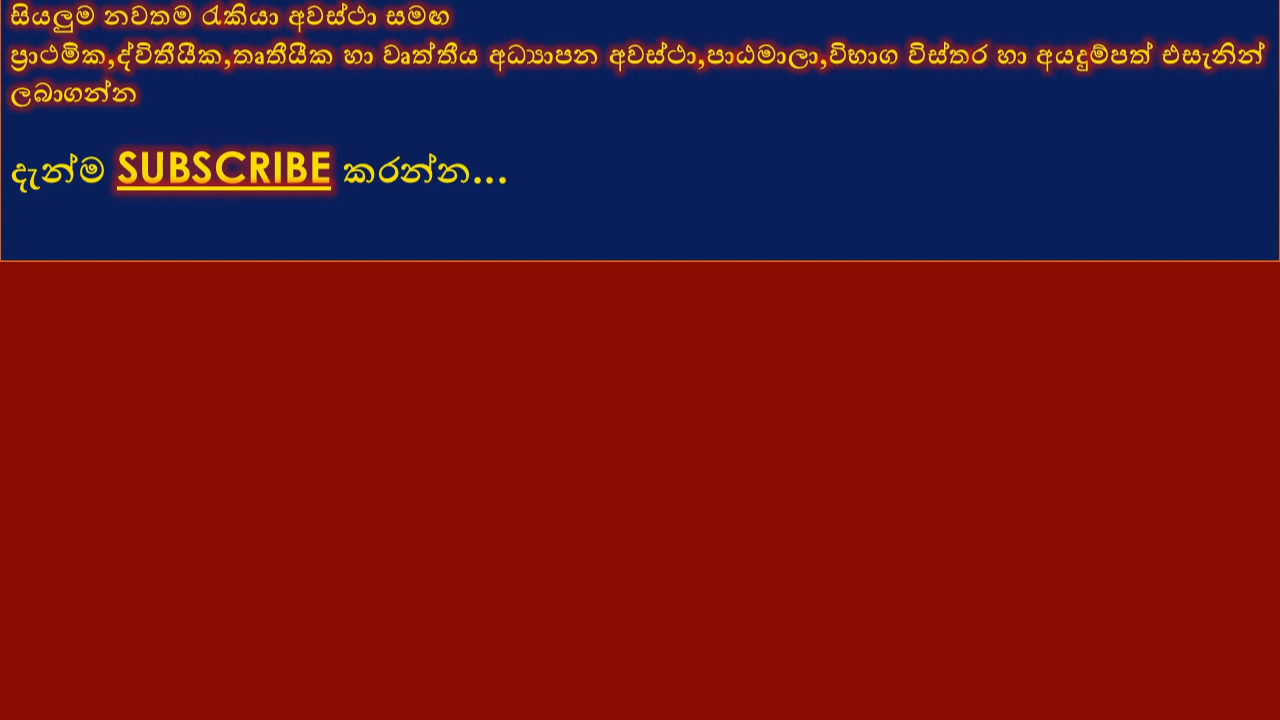 සියලුම නවතම රැකියා අවස්ථා සමඟ
ප්‍රාථමික,ද්විතීයීක,තෘතීයීක හා වෘත්තීය අධ්‍යාපන අවස්ථා,පාඨමාලා,විභාග විස්තර හා අයදුම්පත් එසැනින්
ලබාගන්න
දැන්ම SUBSCRIBE කරන්න...